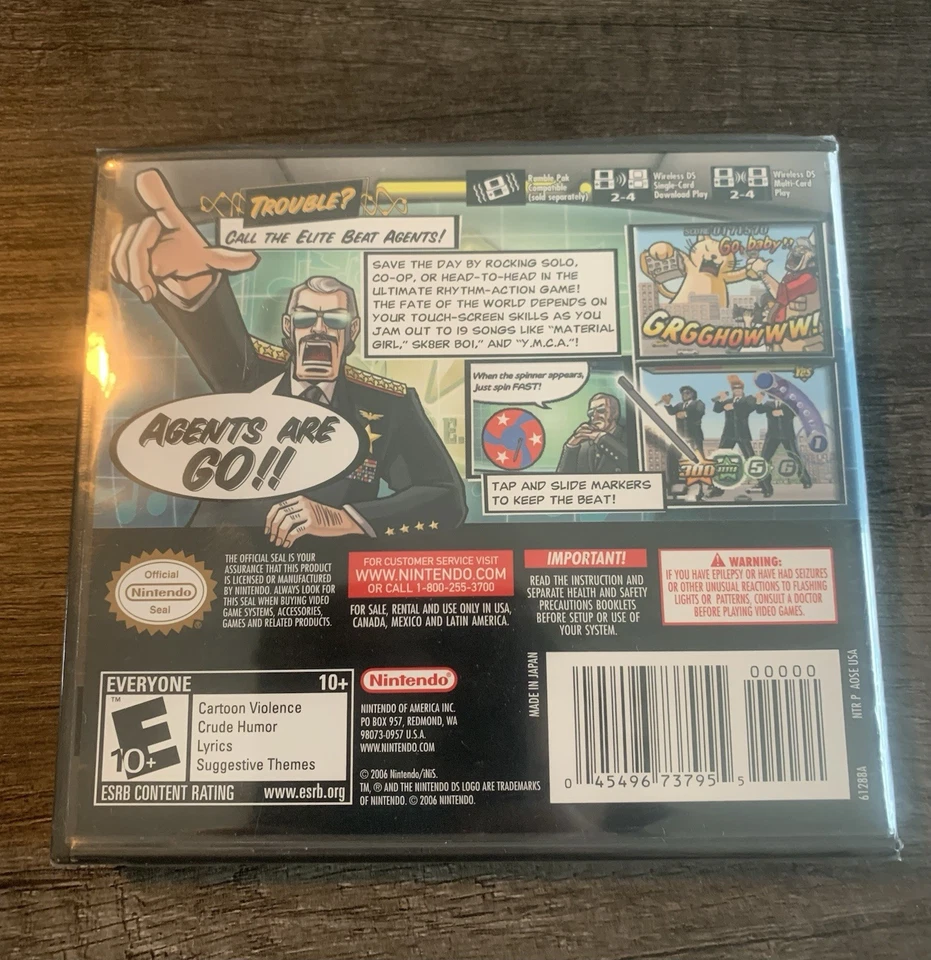 TROUBLE?
CALL THE ELITE BEAT AGENTS!
Rumble Pak
Compatible
(sold separately)
2-4
Wireless DS
Single-Card
Download Play
2-4
Wireless DS
Multi-Card
Play
SAVE THE DAY BY ROCKING SOLO,
CO-OP, OR HEAD-TO-HEAD IN THE
ULTIMATE RHYTHM-ACTION GAME!
THE FATE OF THE WORLD DEPENDS ON
YOUR TOUCH-SCREEN SKILLS AS YOU
JAM OUT TO 19 SONGS LIKE "MATERIAL
GIRL," SK8ER BOI," AND "Y.M.C.A."!
Go, baby!!
GRGGHOWWW!
When the spinner appears,
just spin FAST!
Yes
300
5
6
1
TAP AND SLIDE MARKERS
TO KEEP THE BEAT!
AGENTS ARE
GO!!
Official
Nintendo
Seal
THE OFFICIAL SEAL IS YOUR
ASSURANCE THAT THIS PRODUCT
IS LICENSED OR MANUFACTURED
BY NINTENDO. ALWAYS LOOK FOR
THIS SEAL WHEN BUYING VIDEO
GAME SYSTEMS, ACCESSORIES,
GAMES AND RELATED PRODUCTS.
FOR CUSTOMER SERVICE VISIT
WWW.NINTENDO.COM
OR CALL 1-800-255-3700
FOR SALE, RENTAL AND USE ONLY IN USA,
CANADA, MEXICO AND LATIN AMERICA.
IMPORTANT!
READ THE INSTRUCTION AND
SEPARATE HEALTH AND SAFETY
PRECAUTIONS BOOKLETS
BEFORE SETUP OR USE OF
YOUR SYSTEM.
WARNING:
IF YOU HAVE EPILEPSY OR HAVE HAD SEIZURES
OR OTHER UNUSUAL REACTIONS TO FLASHING
LIGHTS OR PATTERNS, CONSULT A DOCTOR
BEFORE PLAYING VIDEO GAMES.
EVERYONE 10+
E
10+
TM
Cartoon Violence
Crude Humor
Lyrics
Suggestive Themes
ESRB CONTENT RATING www.esrb.org
Nintendo®
NINTENDO OF AMERICA INC.
PO BOX 957, REDMOND, WA
98073-0957 U.S.A.
WWW.NINTENDO.COM
© 2006 Nintendo/iNiS.
TM, ® AND THE NINTENDO DS LOGO ARE TRADEMARKS
OF NINTENDO. © 2006 NINTENDO.
MADE IN JAPAN
00000
0 45496 73795 5
NTR P AOSE USA
61288A